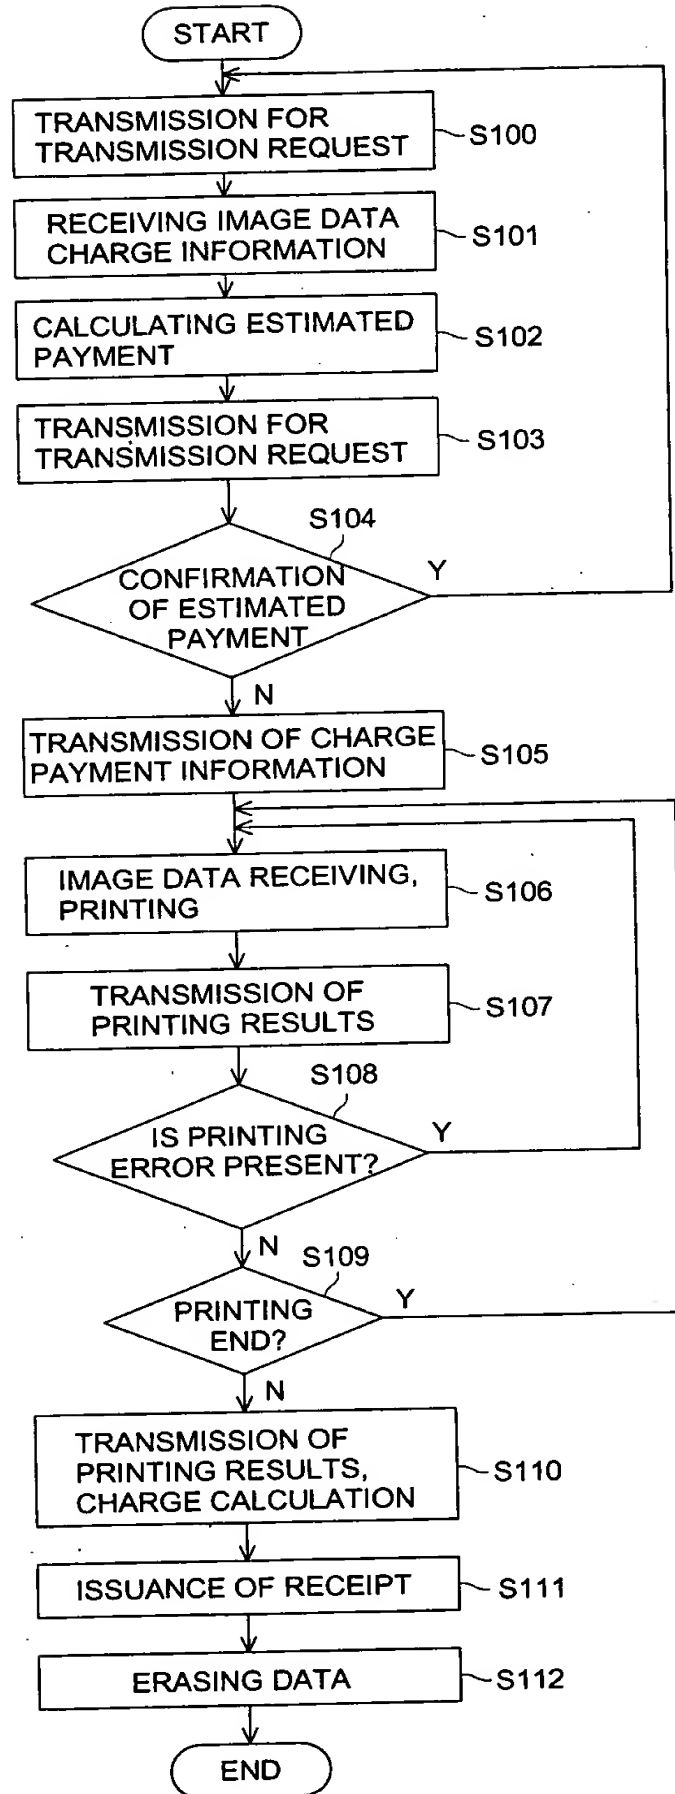 START
TRANSMISSION FOR
TRANSMISSION REQUEST
S100
RECEIVING IMAGE DATA
CHARGE INFORMATION
S101
CALCULATING ESTIMATED
PAYMENT
S102
TRANSMISSION FOR
TRANSMISSION REQUEST
S103
S104
CONFIRMATION
OF ESTIMATED
PAYMENT
Y
N
TRANSMISSION OF CHARGE
PAYMENT INFORMATION
S105
IMAGE DATA RECEIVING,
PRINTING
S106
TRANSMISSION OF
PRINTING RESULTS
S107
S108
IS PRINTING
ERROR PRESENT?
Y
N
S109
PRINTING
END?
Y
N
TRANSMISSION OF
PRINTING RESULTS,
CHARGE CALCULATION
S110
ISSUANCE OF RECEIPT
S111
ERASING DATA
S112
END